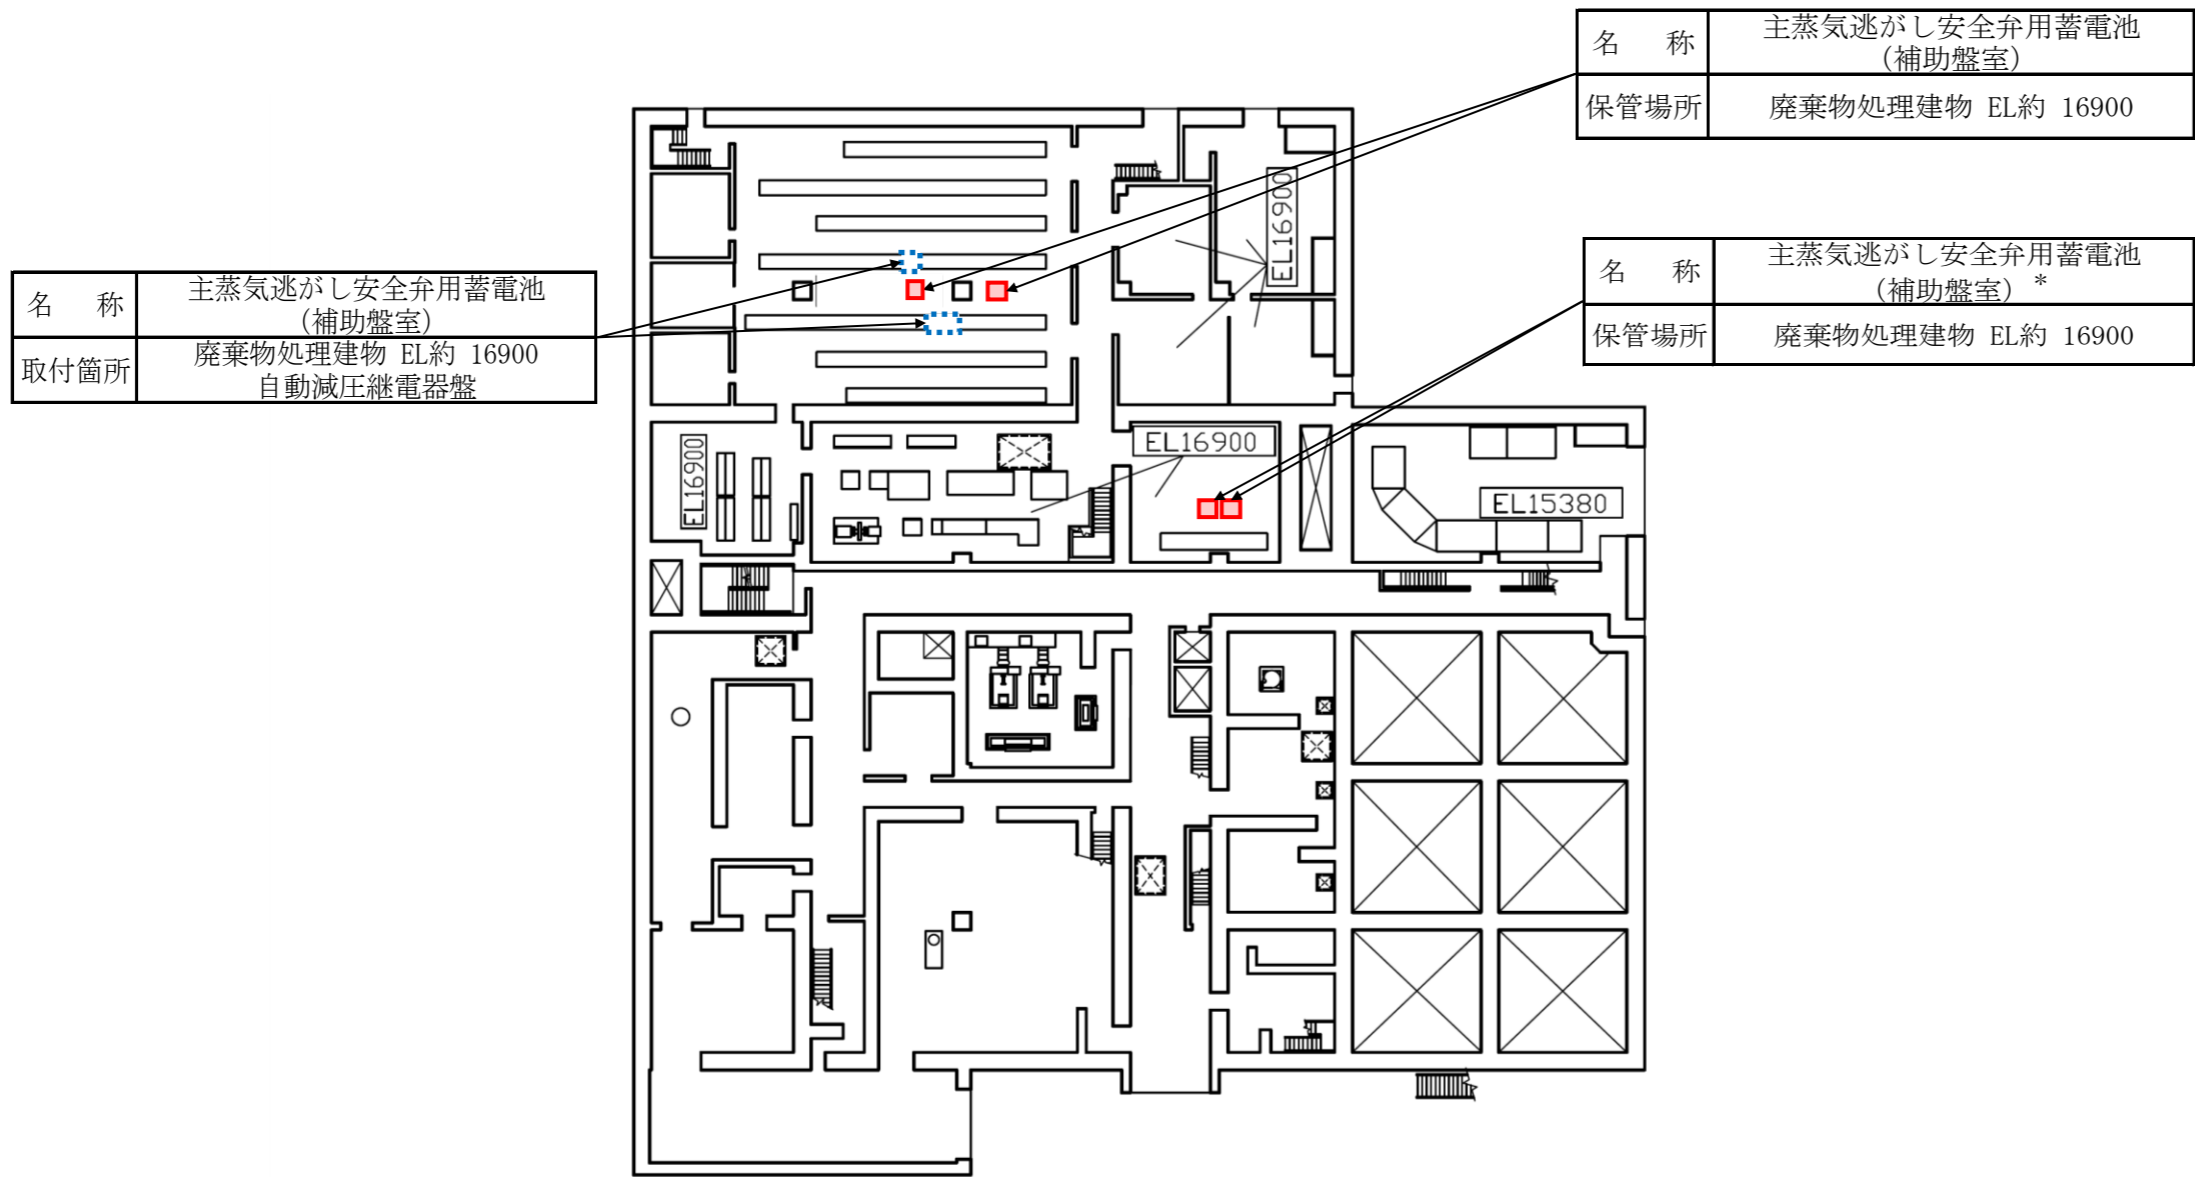 名　称
主蒸気逃がし安全弁用蓄電池
(補助盤室)
保管場所
廃棄物処理建物 EL約 16900
名　称
主蒸気逃がし安全弁用蓄電池
(補助盤室) *
保管場所
廃棄物処理建物 EL約 16900
名　称
主蒸気逃がし安全弁用蓄電池
(補助盤室)
取付箇所
廃棄物処理建物 EL約 16900
自動減圧継電器盤
EL16900
EL16900
EL16900
EL15380